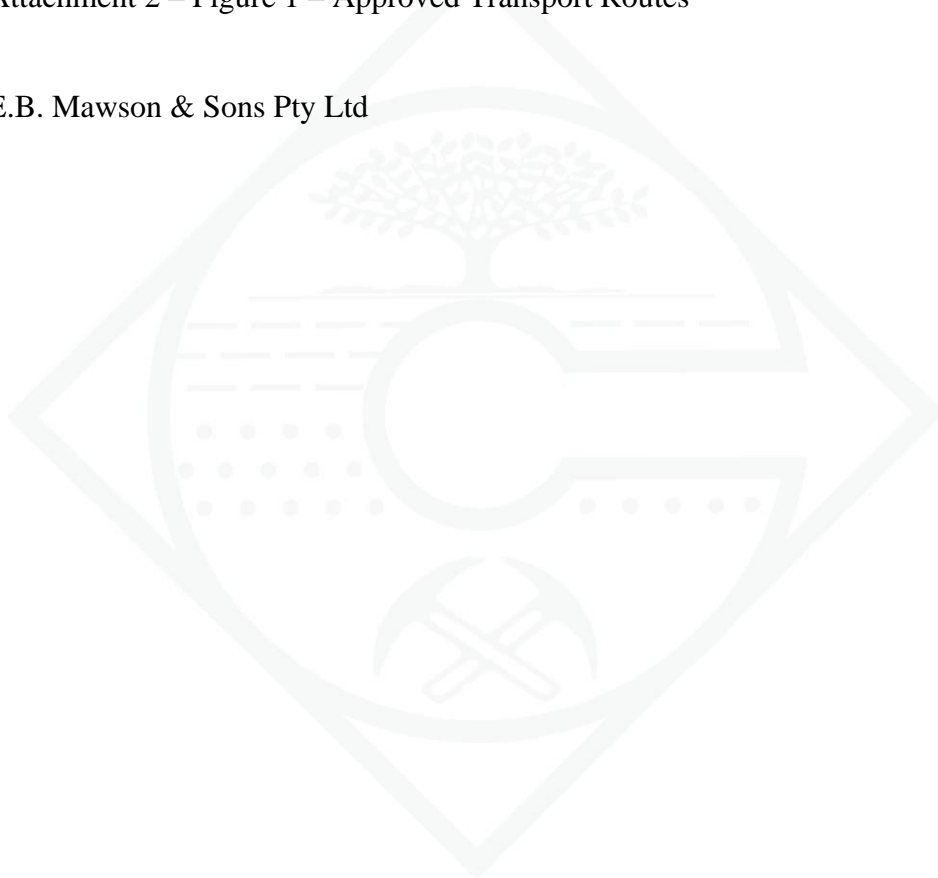 Attachment 2 – Figure 1 – Approved Transport Routes
E.B. Mawson & Sons Pty Ltd